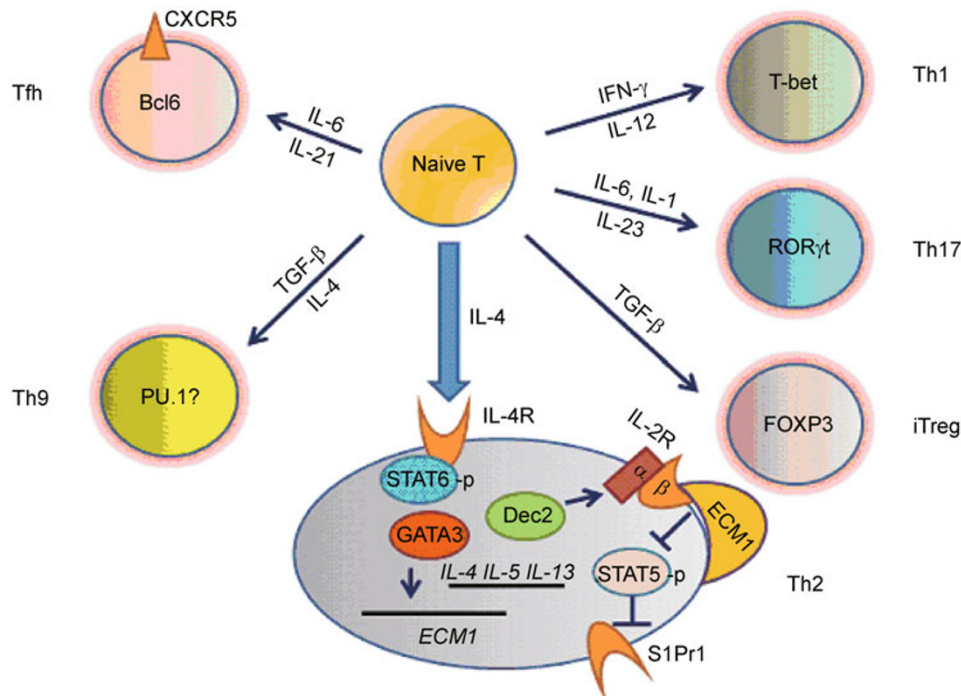 CXCR5
Tfh
Bcl6
IL-6
IL-21
Naive T
IFN-γ
IL-12
T-bet
Th1
IL-6, IL-1
IL-23
RORγt
Th17
TGF-β
IL-4
IL-4
TGF-β
Th9
PU.1?
FOXP3
iTreg
IL-4R
IL-2R
STAT6-p
α β
Dec2
ECM1
GATA3
IL-4 IL-5 IL-13
STAT5-p
Th2
ECM1
S1Pr1